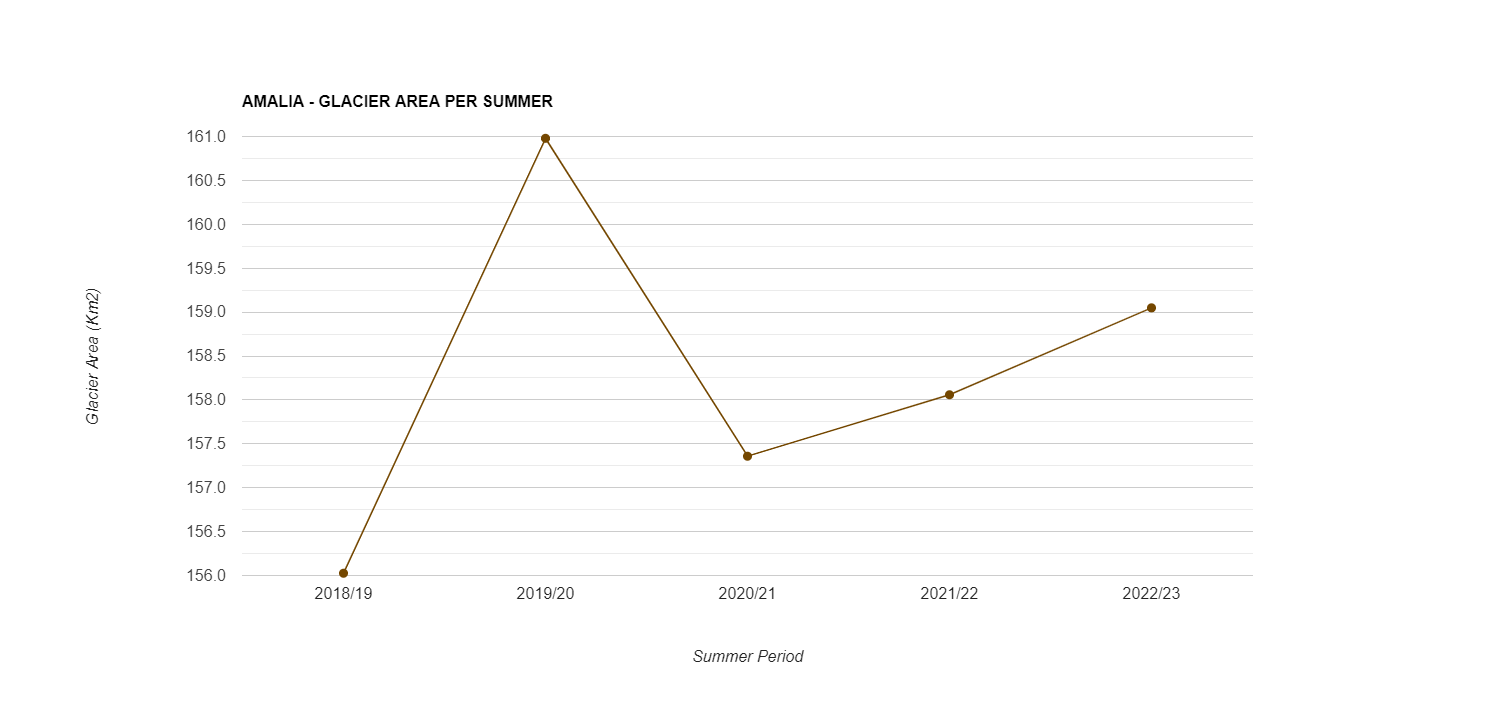 AMALIA - GLACIER AREA PER SUMMER
161.0
160.5
160.0
159.5
159.0
158.5
158.0
157.5
157.0
156.5
156.0
Glacier Area (Km2)
2018/19 2019/20 2020/21 2021/22 2022/23
Summer Period